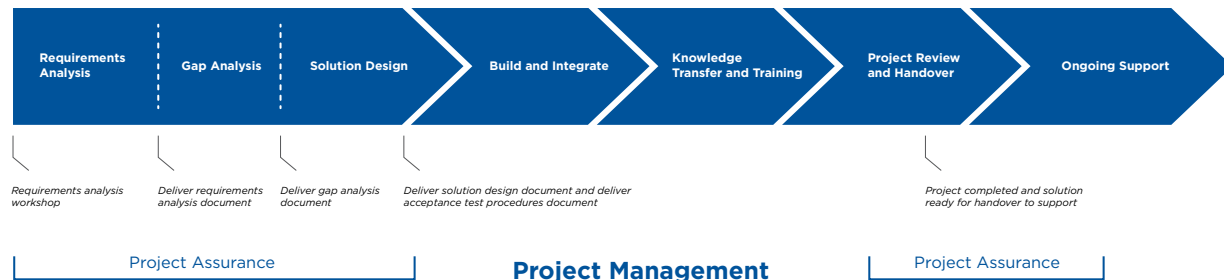 Requirements
Analysis
Gap Analysis
Solution Design
Build and Integrate
Knowledge
Transfer and Training
Project Review
and Handover
Ongoing Support
Requirements analysis
workshop
Deliver requirements
analysis document
Deliver gap analysis
document
Deliver solution design document and deliver
acceptance test procedures document
Project completed and solution
ready for handover to support
Project Assurance
Project Management
Project Assurance